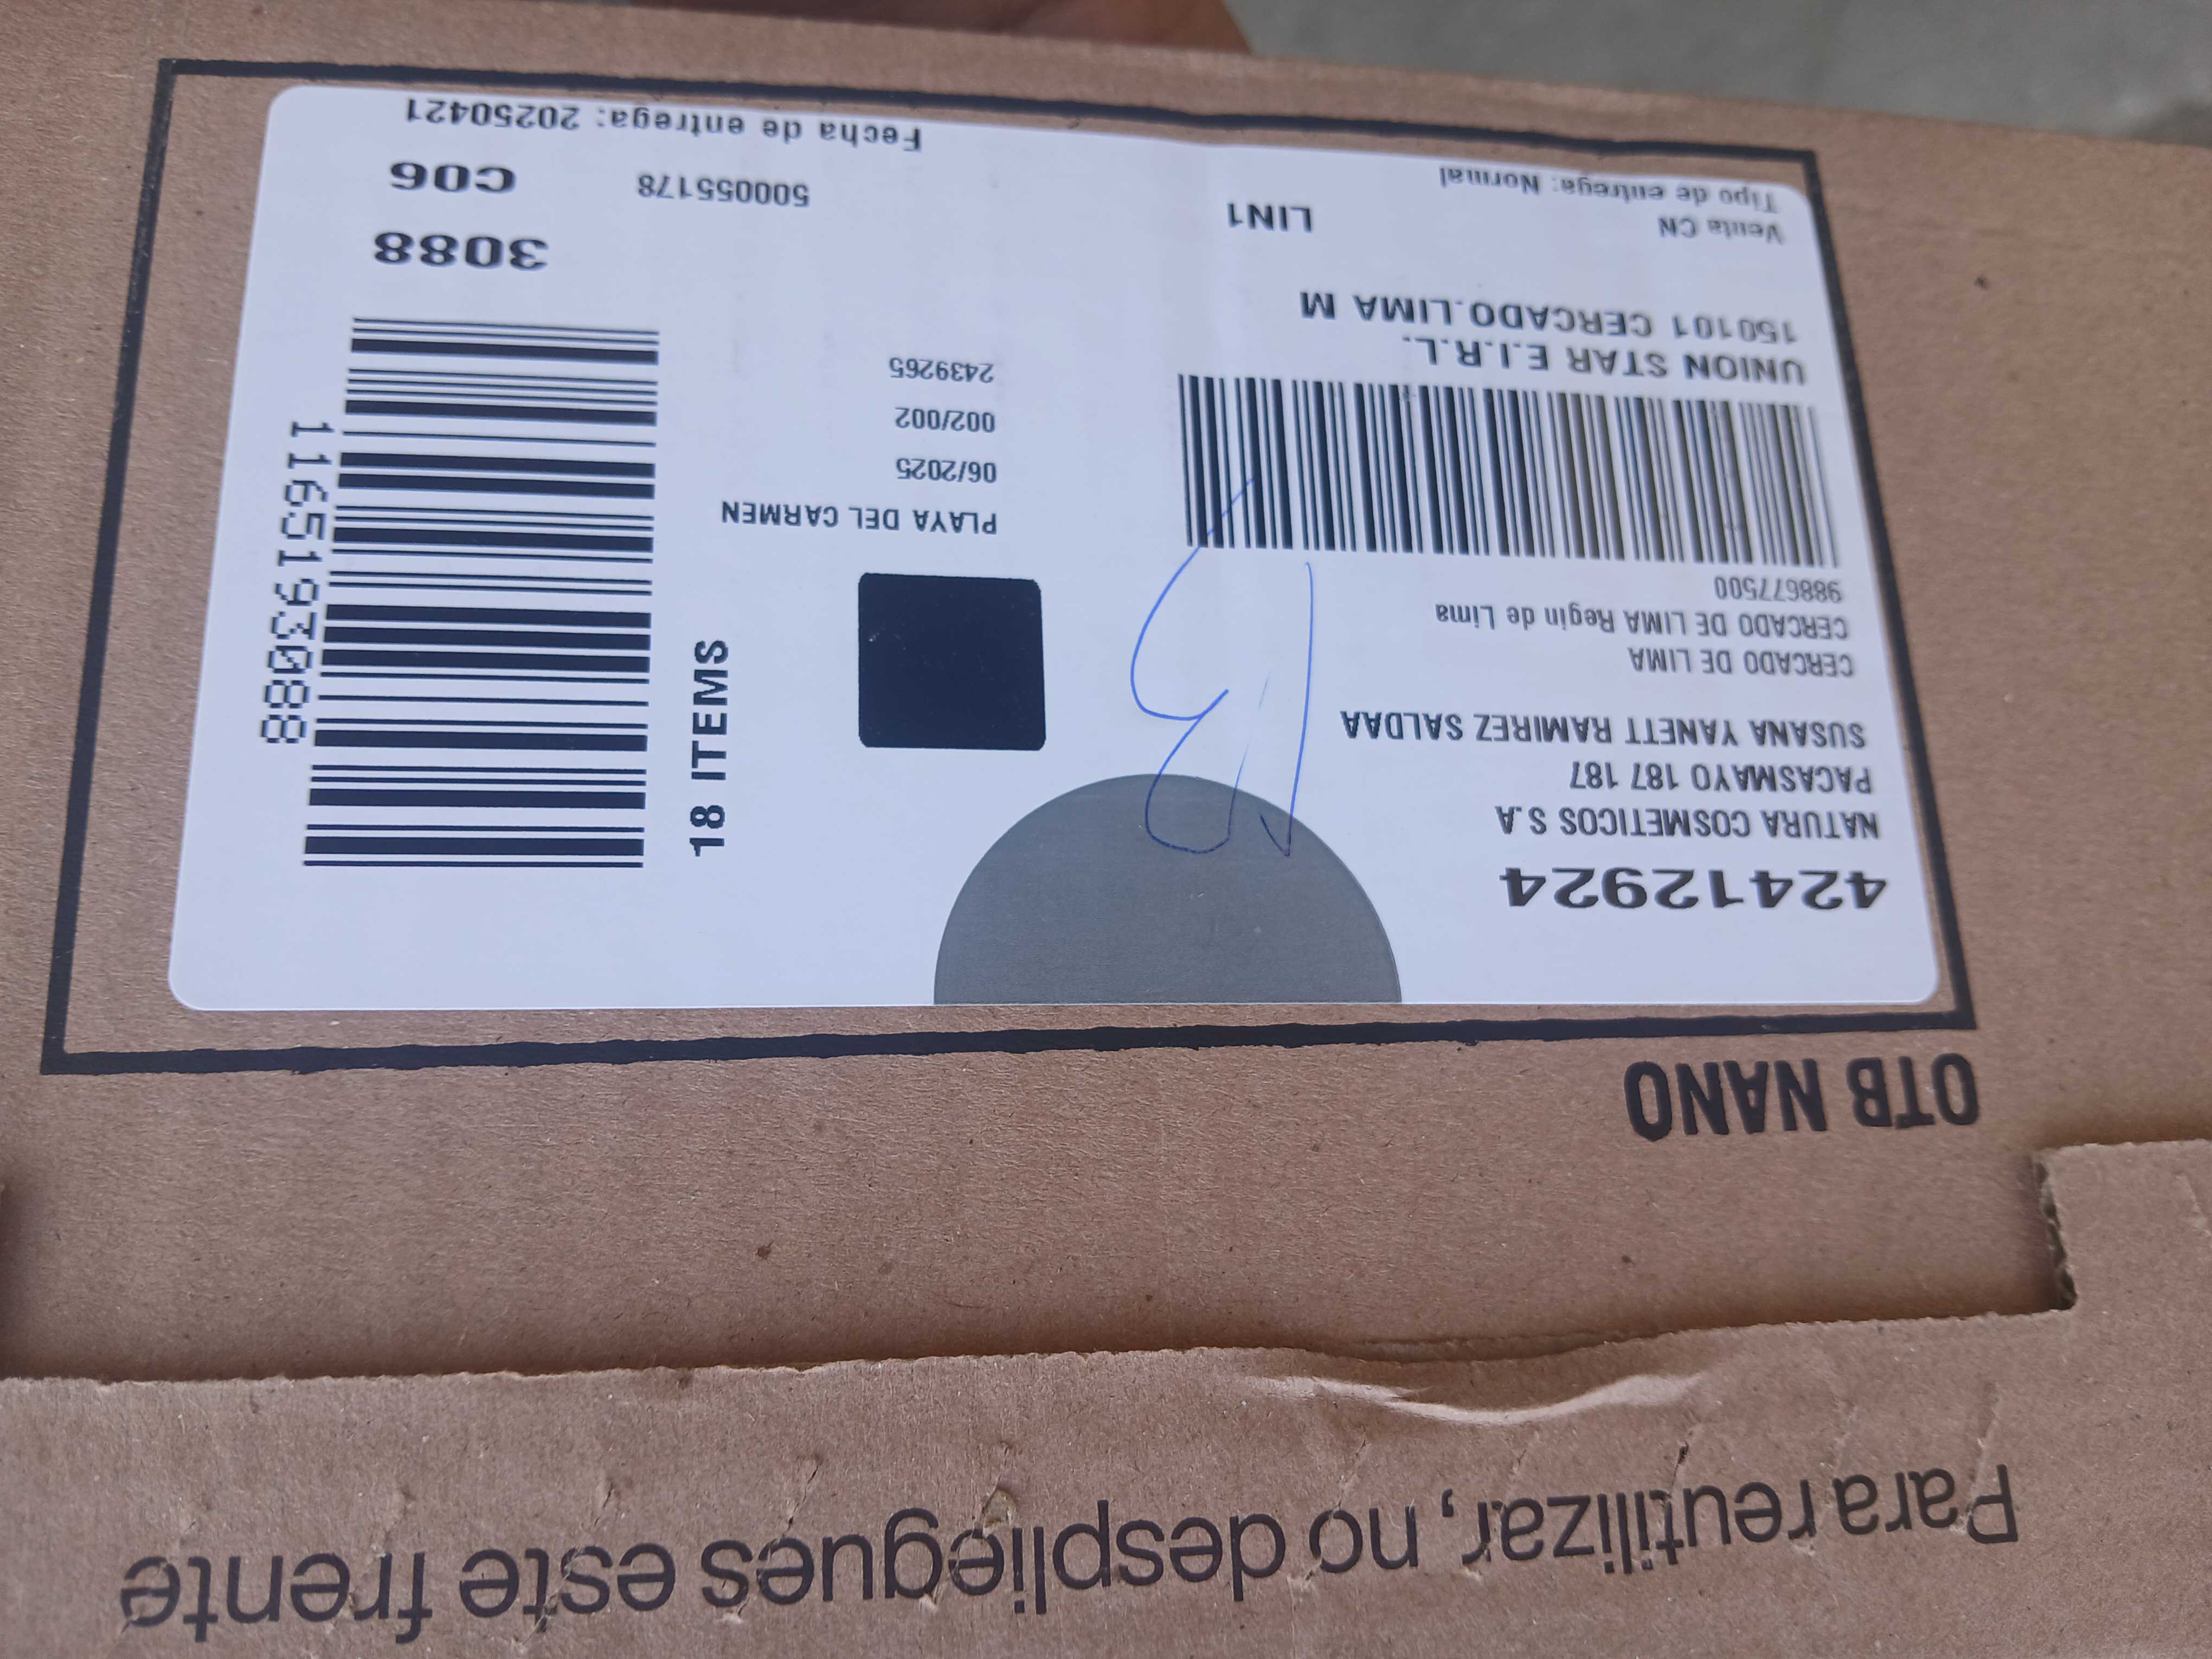 Para reutilizar, no despliegues este frente
OTB NANO
42412924
NATURA COSMETICOS S.A
PACASMAYO 187 187
SUSANA YANETT RAMIREZ SALDAA
CERCADO DE LIMA
CERCADO DE LIMA Regin de Lima
988677500
UNION STAR E.I.R.L.
150101 CERCADO.LIMA M
Venta CN
LIN1
Tipo de entrega: Normal
PLAYA DEL CARMEN
06/2025
002/002
2439265
18 ITEMS
1165193088
3088
500055178
C06
Fecha de entrega: 20250421